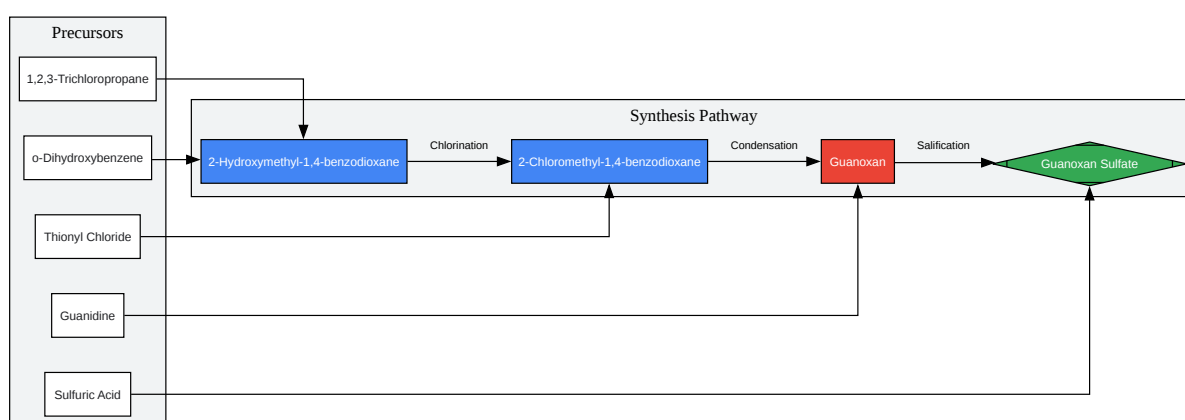 Precursors
1,2,3-Trichloropropane
Synthesis Pathway
o-Dihydroxybenzene
2-Hydroxymethyl-1,4-benzodioxane
Chlorination
2-Chloromethyl-1,4-benzodioxane
Condensation
Guanoxan
Salification
Guanoxan Sulfate
Thionyl Chloride
Guanidine
Sulfuric Acid